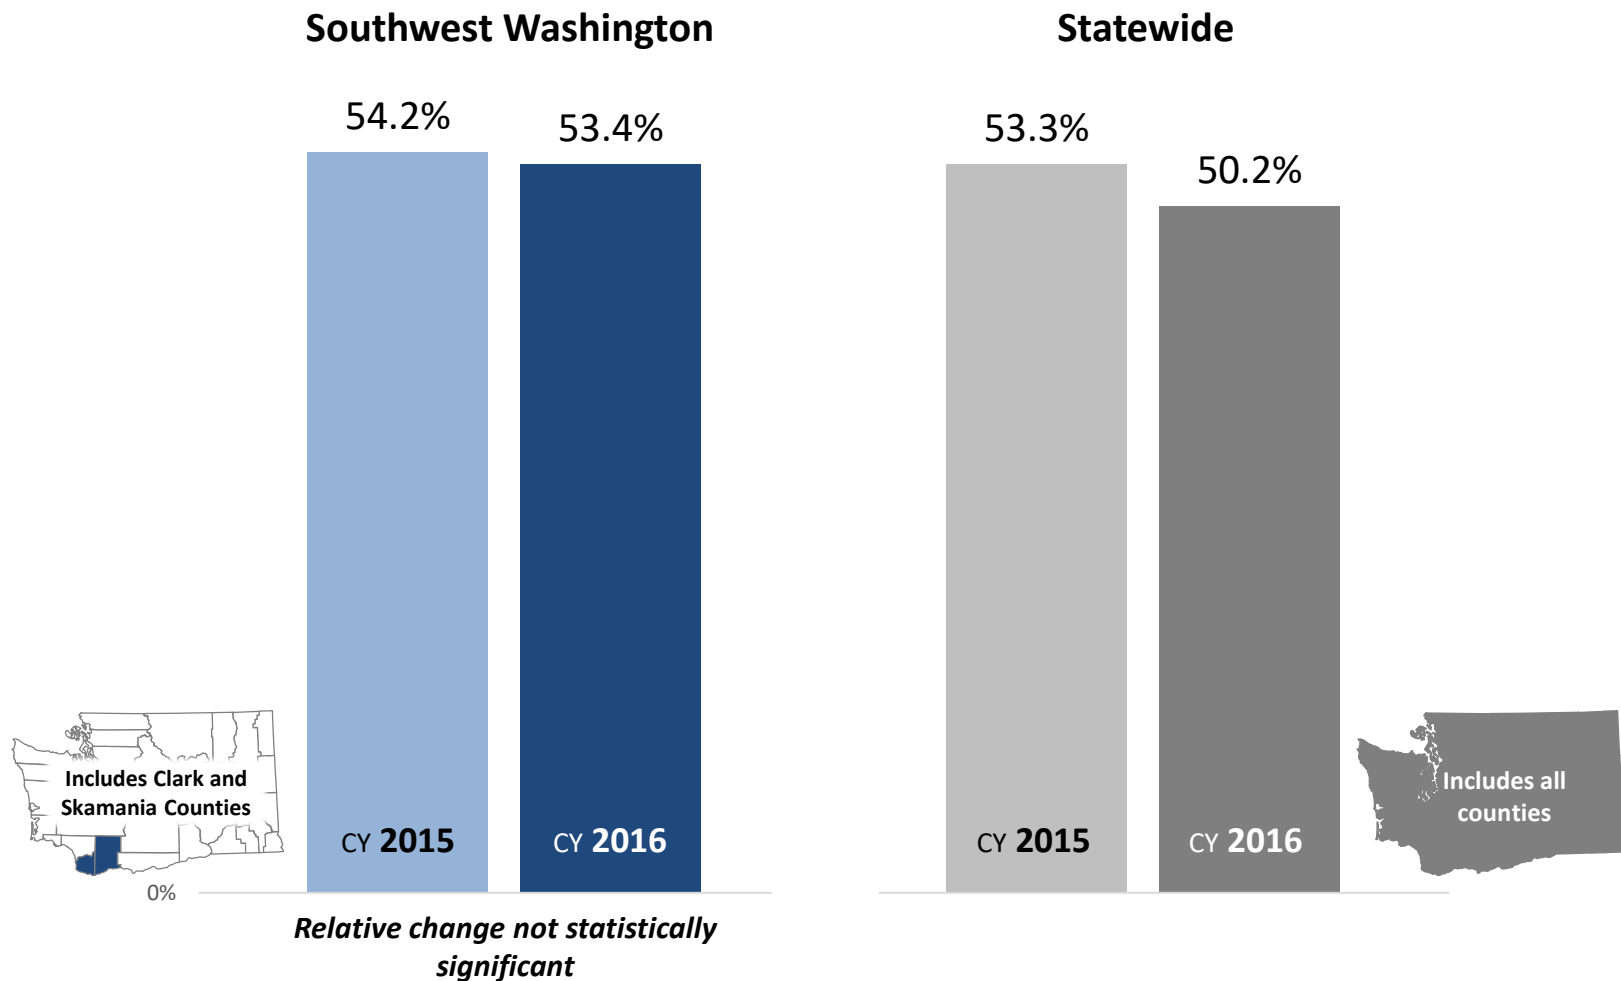 Southwest Washington
Statewide
54.2%
53.4%
53.3%
50.2%
Includes Clark and
Skamania Counties
Includes all
counties
CY 2015
CY 2016
CY 2015
CY 2016
0%
Relative change not statistically
significant